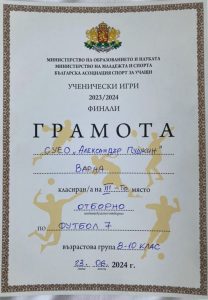 МИНИСТЕРСТВО НА ОБРАЗОВАНИЕТО И НАУКАТА
МИНИСТЕРСТВО НА МЛАДЕЖТА И СПОРТА
БЪЛГАРСКА АСОЦИАЦИЯ СПОРТ ЗА УЧАЩИ
УЧЕНИЧЕСКИ ИГРИ
2023/2024
ФИНАЛИ
ГРАМОТА
СУЕО „Александър Пушкин"
ВАРНА
класиран/а на III-то място
ОТБОРНО
по ФУТБОЛ 7
възрастова група 8-10 КЛАС
2024 г.